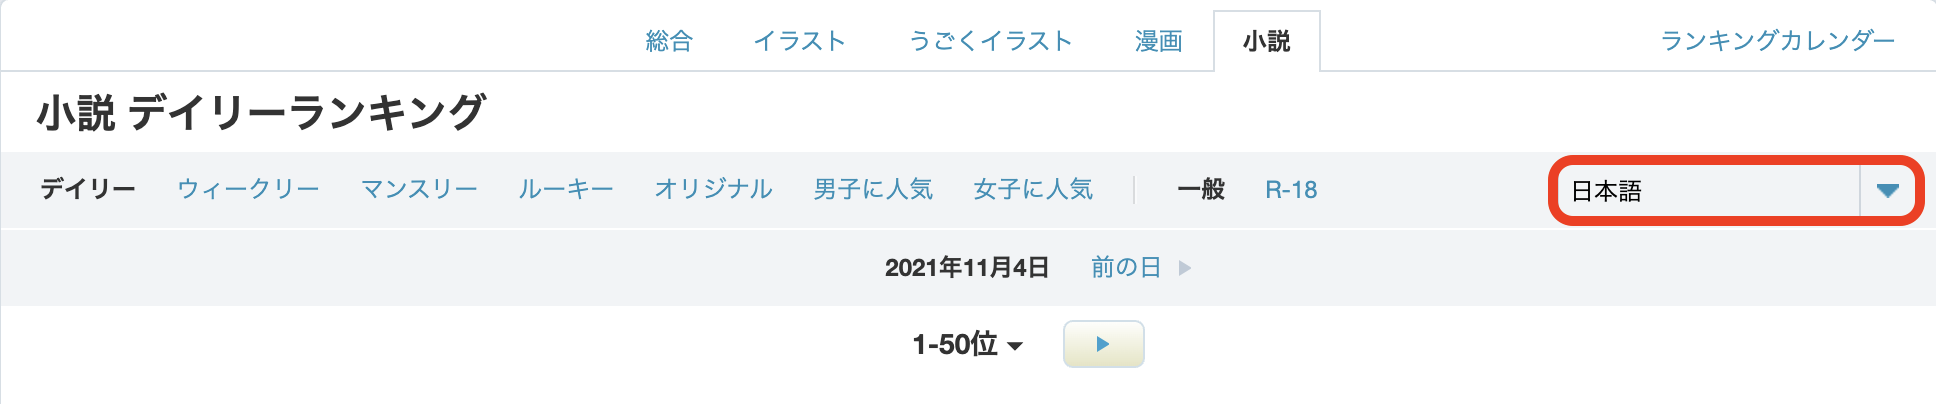 総合 イラスト うごくイラスト 漫画 小説 ランキングカレンダー
小説 デイリーランキング
デイリー ウィークリー マンスリー ルーキー オリジナル 男子に人気 女子に人気 一般 R-18 日本語
2021年11月4日 前の日
1-50位